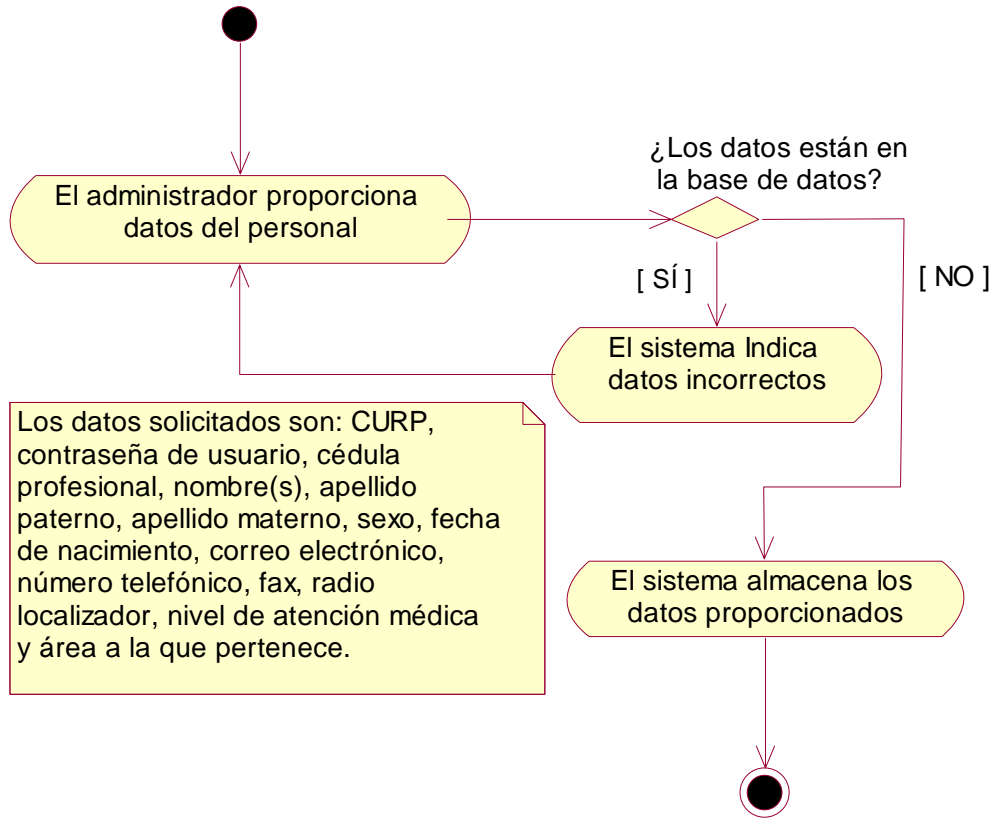 ¿Los datos están en
la base de datos?
El administrador proporciona
datos del personal
[ SÍ ]
[ NO ]
El sistema Indica
datos incorrectos
Los datos solicitados son: CURP,
contraseña de usuario, cédula
profesional, nombre(s), apellido
paterno, apellido materno, sexo, fecha
de nacimiento, correo electrónico,
número telefónico, fax, radio
localizador, nivel de atención médica
y área a la que pertenece.
El sistema almacena los
datos proporcionados